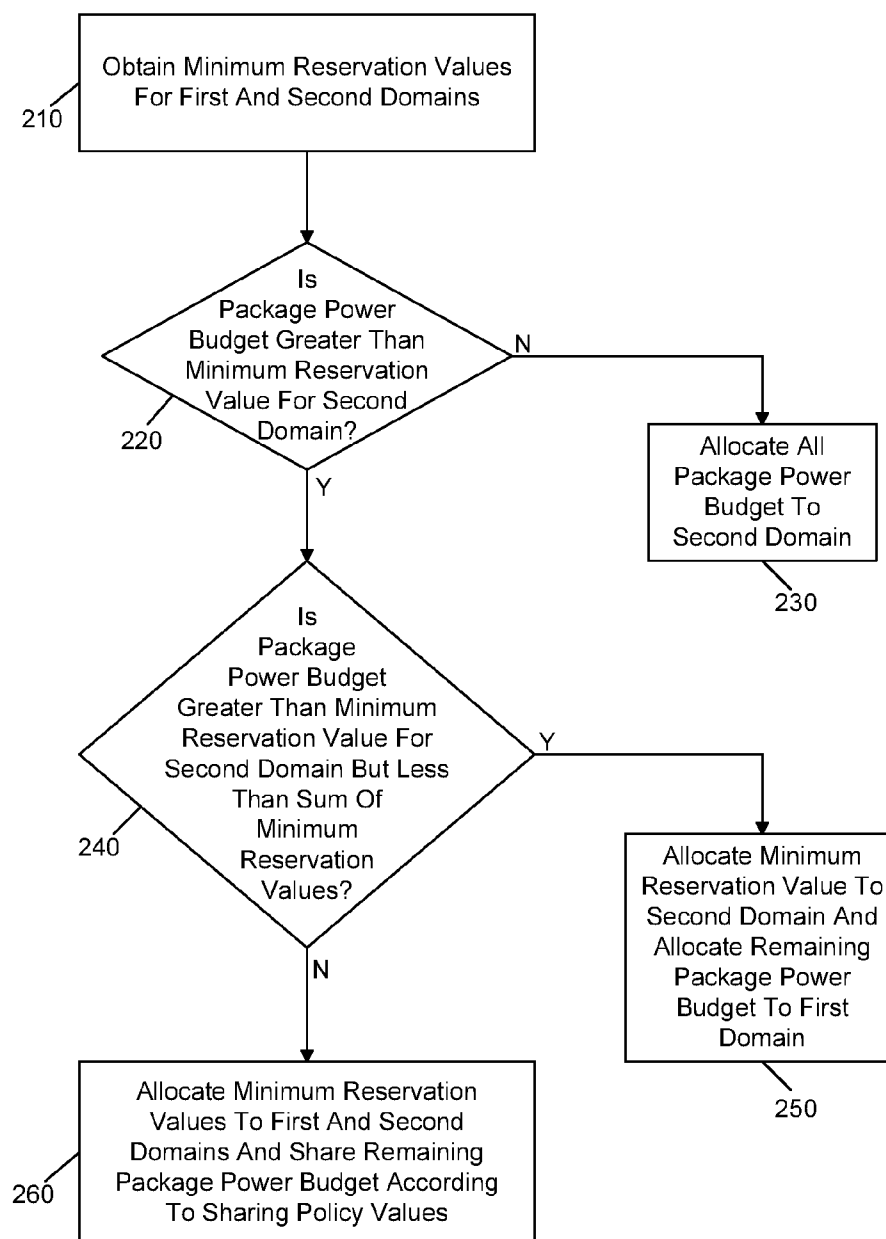 Obtain Minimum Reservation Values
For First And Second Domains
210
Is
Package Power
Budget Greater Than
Minimum Reservation
Value For Second
Domain?
220
N
Y
Allocate All
Package Power
Budget To
Second Domain
230
Is
Package
Power Budget
Greater Than Minimum
Reservation Value For
Second Domain But Less
Than Sum Of
Minimum
Reservation
Values?
240
Y
N
Allocate Minimum
Reservation Value To
Second Domain And
Allocate Remaining
Package Power
Budget To First
Domain
250
Allocate Minimum Reservation
Values To First And Second
Domains And Share Remaining
Package Power Budget According
To Sharing Policy Values
260